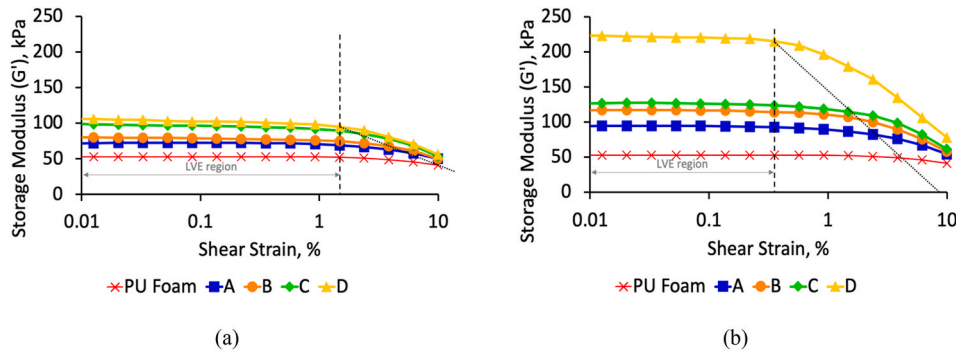 (a)
Storage Modulus (G'), kPa
250
200
150
100
50
0
LVE region
0.01 0.1 1 10
Shear Strain, %
PU Foam A B C D
(a)
(b)
Storage Modulus (G'), kPa
250
200
150
100
50
0
LVE region
0.01 0.1 1 10
Shear Strain, %
PU Foam A B C D
(b)